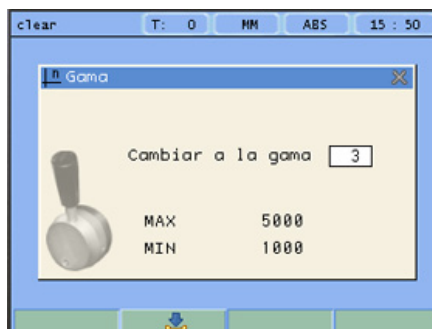 clear T: 0 MM ABS 15 : 50
n Gama
Cambiar a la gama 3
MAX 5000
MIN 1000